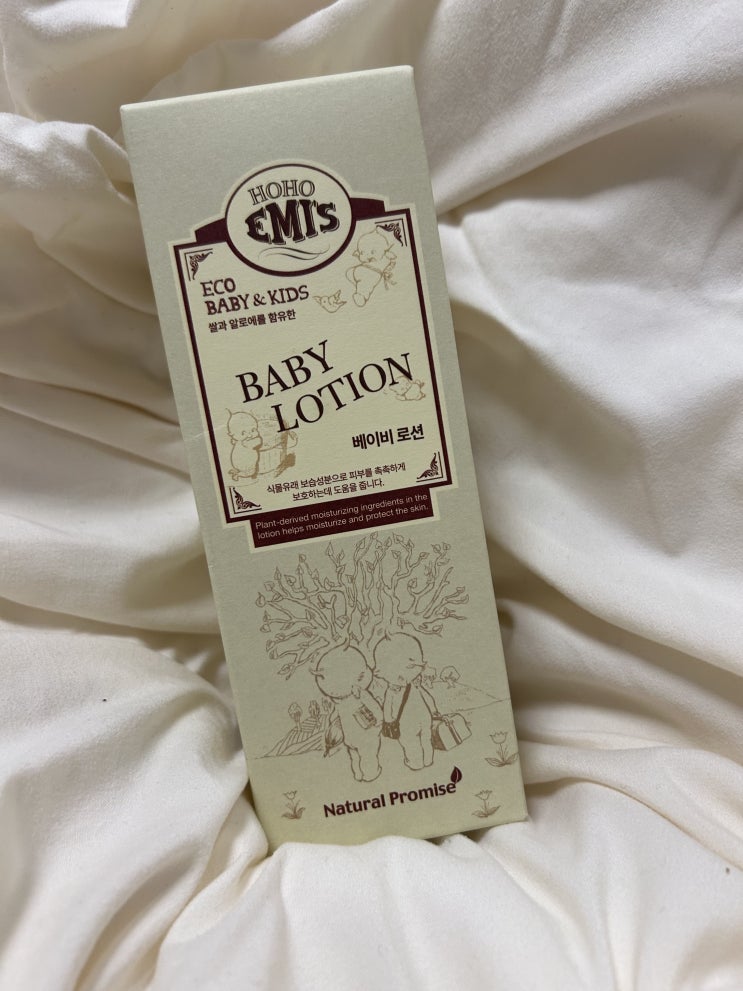 HOHO
EMI'S
ECO
BABY & KIDS
쌀과 알로에를 함유한
BABY
LOTION
베이비 로션
식물유래 보습성분으로 피부를 촉촉하게
보호하는데 도움을 줍니다.
Plant-derived moisturizing ingredients in the
lotion helps moisturize and protect the skin.
Natural Promise